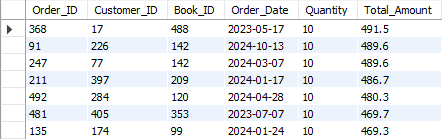 Order_ID Customer_ID Book_ID Order_Date Quantity Total_Amount
368 17 488 2023-05-17 10 491.5
91 226 142 2024-10-13 10 489.6
247 77 142 2024-03-07 10 489.6
211 397 209 2024-01-17 10 486.7
492 284 120 2024-04-28 10 480.3
481 405 353 2023-07-07 10 469.7
135 174 99 2024-01-24 10 469.3